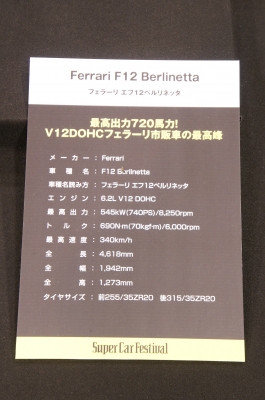 Ferrari F12 Berlinetta
フェラーリ エフ12ベルリネッタ
最高出力720馬力!
V12DOHCフェラーリ市販車の最高峰
メーカー：Ferrari
車種名：F12 Berlinetta
車種名読み方：フェラーリ エフ12ベルリネッタ
エンジン：6.2L V12 DOHC
最高出力：545kW(740PS)/8,250rpm
トルク：690N·m(70kgf·m)/6,000rpm
最高速度：340km/h
全長：4,618mm
全幅：1,942mm
全高：1,273mm
タイヤサイズ：前255/35ZR20 後315/35ZR20
Super Car Festival